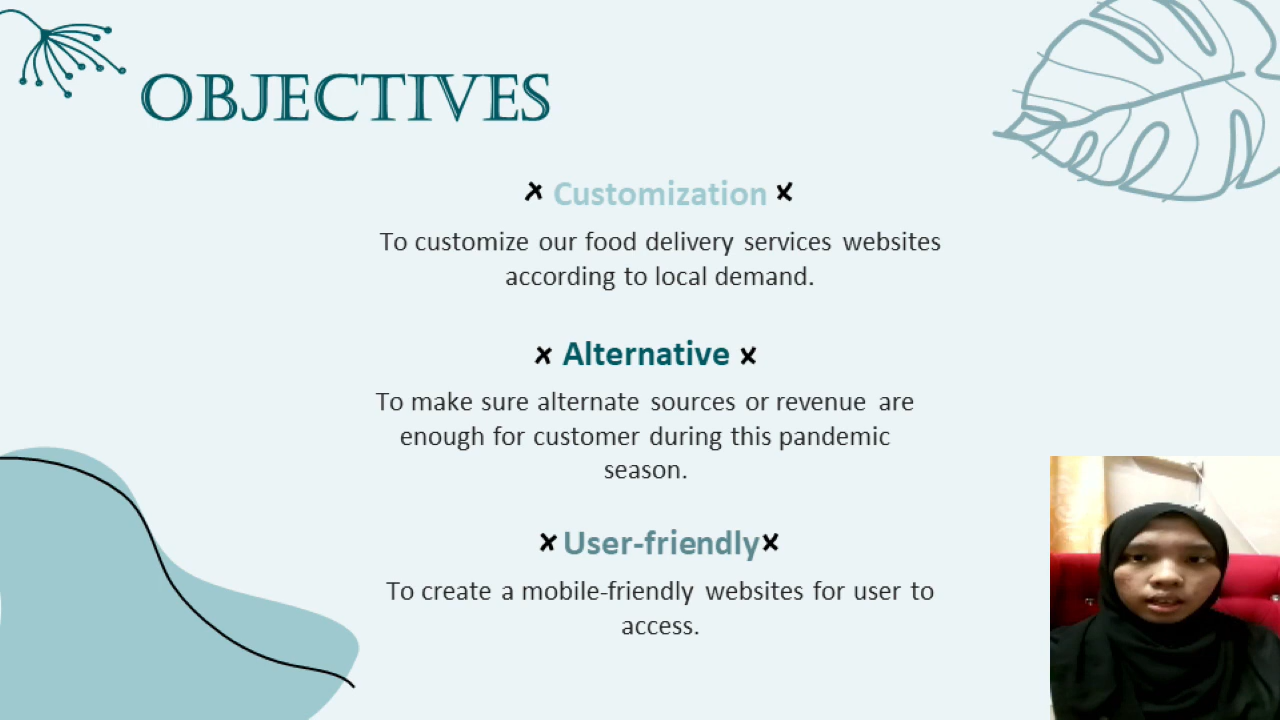 OBJECTIVES
Customization
To customize our food delivery services websites
according to local demand.
Alternative
To make sure alternate sources or revenue are
enough for customer during this pandemic
season.
User-friendly
To create a mobile-friendly websites for user to
access.